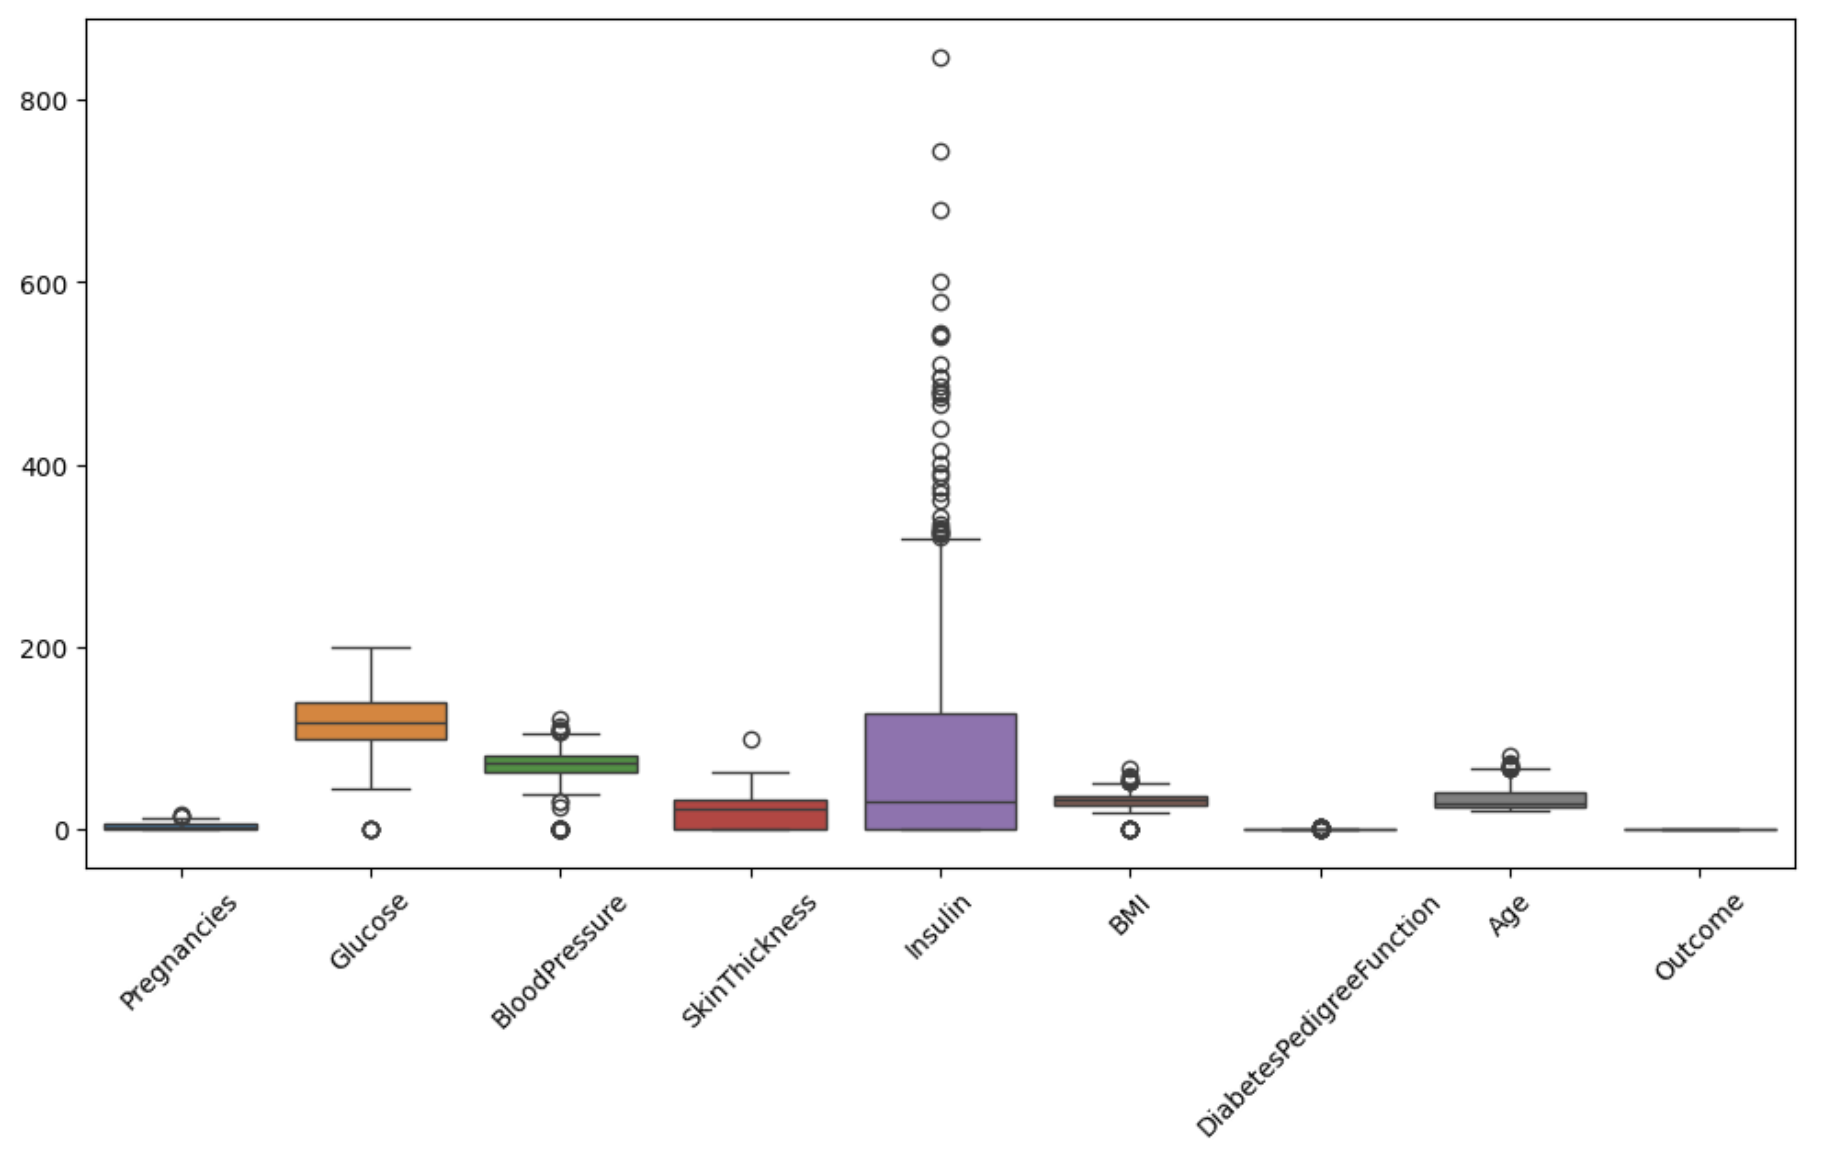 800
600
400
200
0
Pregnancies
Glucose
BloodPressure
SkinThickness
Insulin
BMI
DiabetesPedigreeFunction
Age
Outcome